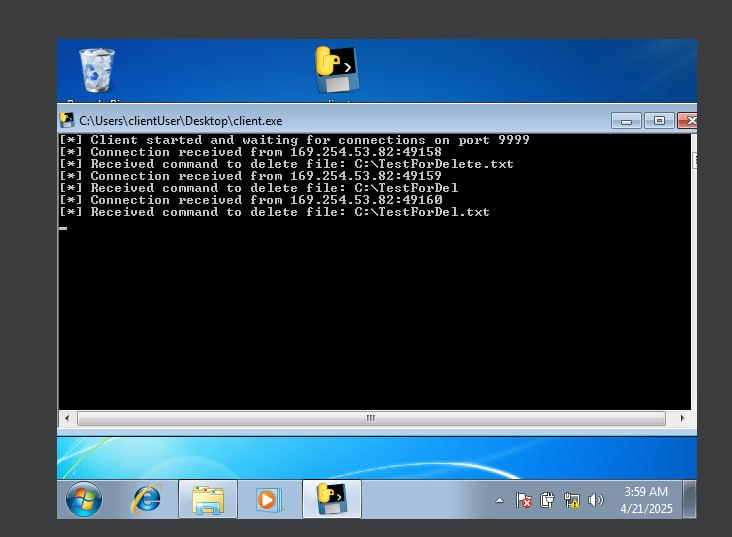 C:\Users\clientUser\Desktop\client.exe
[*] Client started and waiting for connections on port 9999
[*] Connection received from 169.254.53.82:49158
[*] Received command to delete file: C:\TestForDelete.txt
[*] Connection received from 169.254.53.82:49159
[*] Received command to delete file: C:\TestForDel
[*] Connection received from 169.254.53.82:49160
[*] Received command to delete file: C:\TestForDel.txt
3:59 AM
4/21/2025